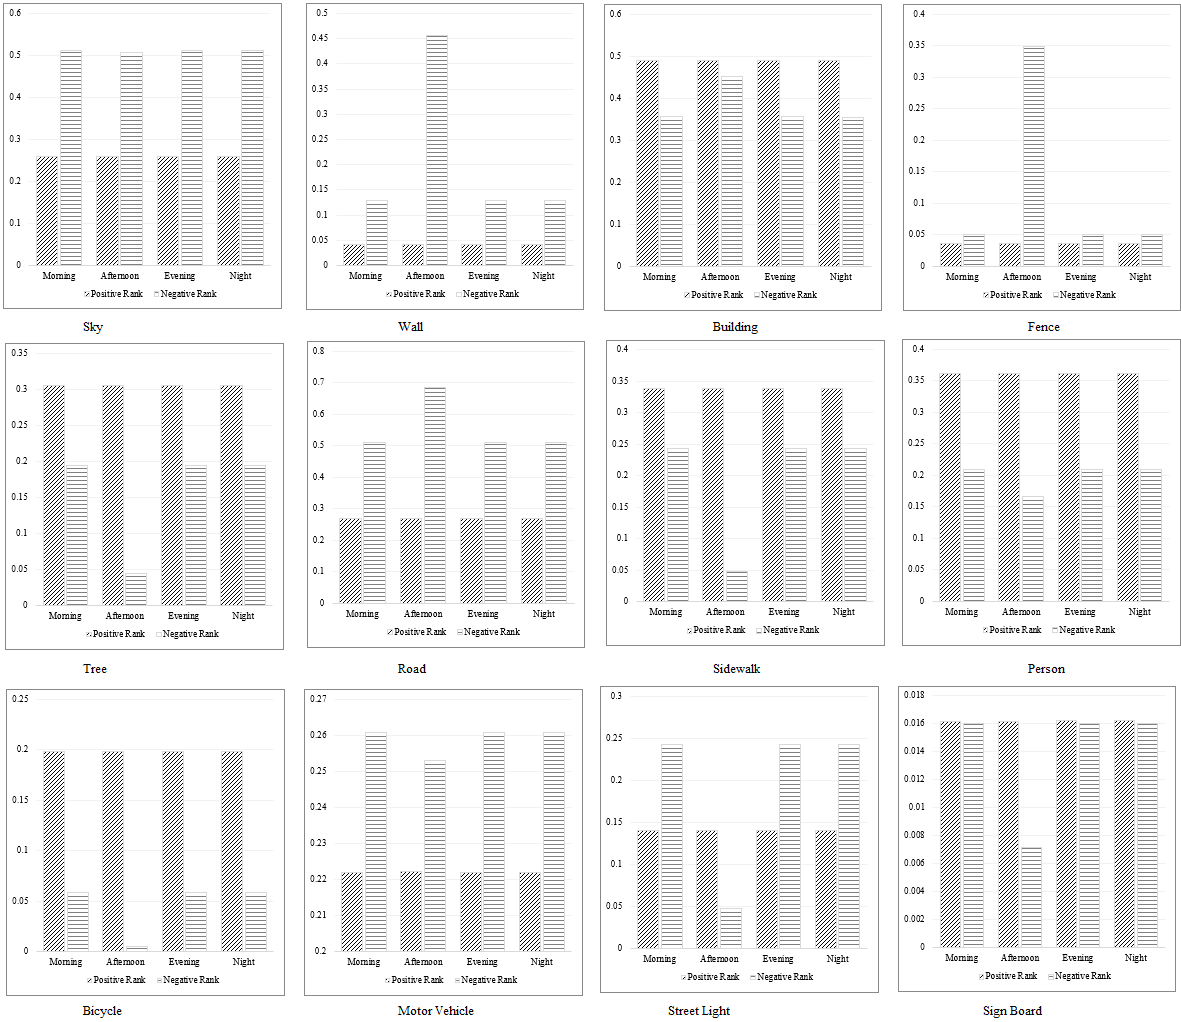 Sky
0.6
0.5
0.4
0.3
0.2
0.1
0
Morning Afternoon Evening Night
Positive Rank Negative Rank
Wall
0.5
0.45
0.4
0.35
0.3
0.25
0.2
0.15
0.1
0.05
0
Morning Afternoon Evening Night
Positive Rank Negative Rank
Building
0.6
0.5
0.4
0.3
0.2
0.1
0
Morning Afternoon Evening Night
Positive Rank Negative Rank
Fence
0.4
0.35
0.3
0.25
0.2
0.15
0.1
0.05
0
Morning Afternoon Evening Night
Positive Rank Negative Rank
Tree
0.35
0.3
0.25
0.2
0.15
0.1
0.05
0
Morning Afternoon Evening Night
Positive Rank Negative Rank
Road
0.8
0.7
0.6
0.5
0.4
0.3
0.2
0.1
0
Morning Afternoon Evening Night
Positive Rank Negative Rank
Sidewalk
0.4
0.35
0.3
0.25
0.2
0.15
0.1
0.05
0
Morning Afternoon Evening Night
Positive Rank Negative Rank
Person
0.4
0.35
0.3
0.25
0.2
0.15
0.1
0.05
0
Morning Afternoon Evening Night
Positive Rank Negative Rank
Bicycle
0.25
0.2
0.15
0.1
0.05
0
Morning Afternoon Evening Night
Positive Rank Negative Rank
Motor Vehicle
0.27
0.26
0.25
0.24
0.23
0.22
0.21
0.2
Morning Afternoon Evening Night
Positive Rank Negative Rank
Street Light
0.3
0.25
0.2
0.15
0.1
0.05
0
Morning Afternoon Evening Night
Positive Rank Negative Rank
Sign Board
0.018
0.016
0.014
0.012
0.01
0.008
0.006
0.004
0.002
0
Morning Afternoon Evening Night
Positive Rank Negative Rank